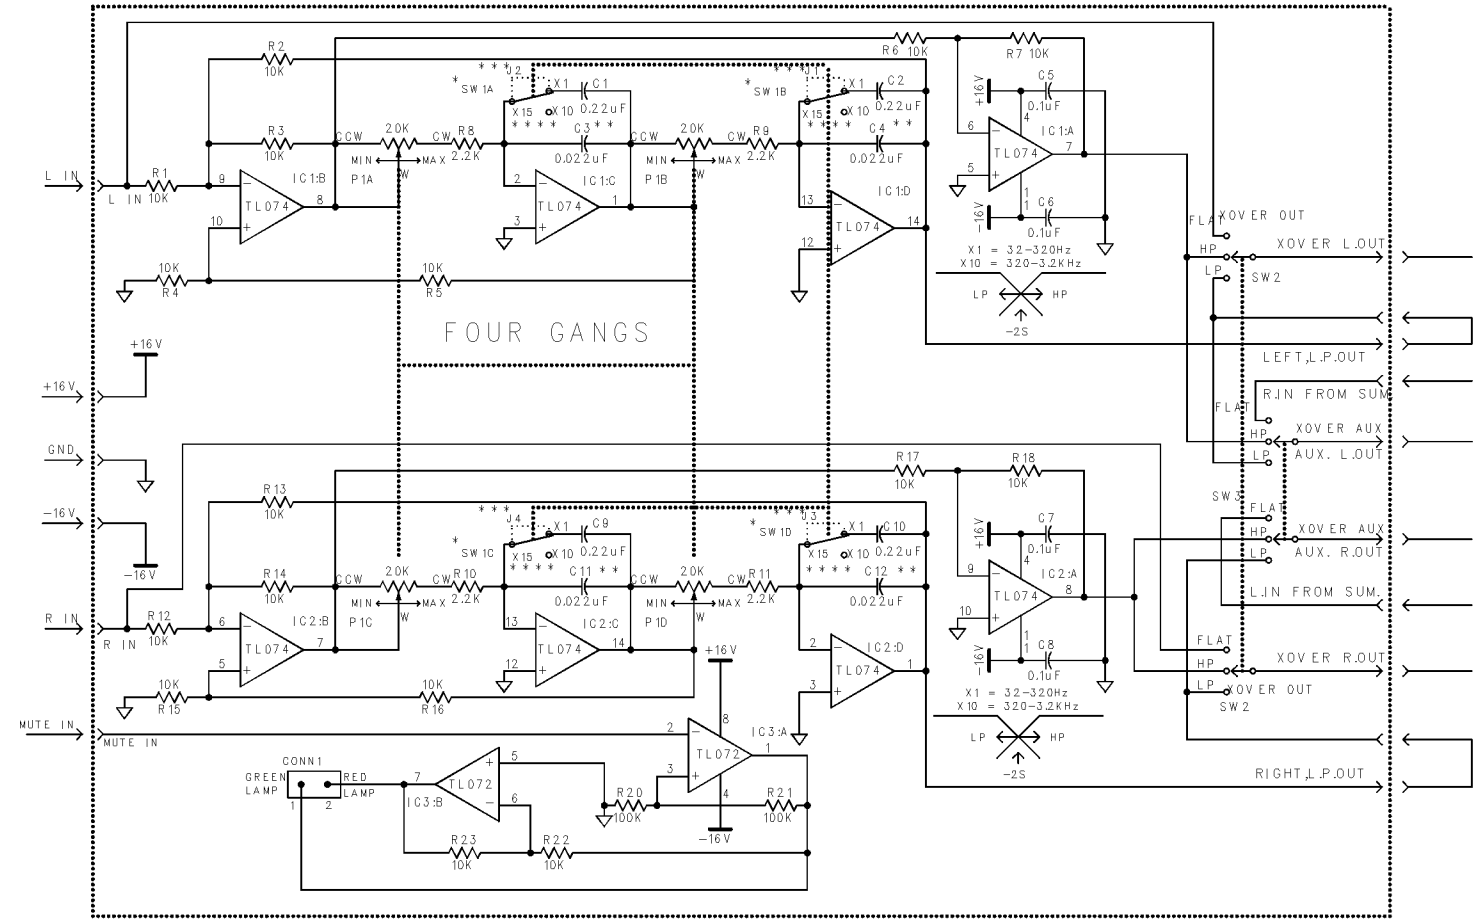 R2
10K
R6 10K
R7 10K
* * * J2
* SW1A
X1 C1
X15 X10 0.22uF
* * * *
* * * J1
* SW1B
X1 C2
X15 X10 0.22uF
* * * *
+16V
C5
0.1uF
4
R3
10K
CCW 20K CW R8
2.2K
C3 * *
0.022uF
CCW 20K CW R9
2.2K
C4 * *
0.022uF
6
IC1:A
TL074 7
5
L IN
R1
L IN 10K
9
IC1:B
TL074 8
10
MIN MAX
P1A W
2
IC1:C
TL074 1
3
MIN MAX
P1B W
13
IC1:D
TL074 14
12
1
1
-16V
C6
0.1uF
X1 = 32-320Hz
X10 = 320-3.2KHz
LP HP
-2S
FLAT XOVER OUT
HP XOVER L.OUT
LP SW2
10K
R4
10K
R5
FOUR GANGS
LEFT,L.P.OUT
R.IN FROM SUM.
+16V
+16V
GND
-16V
-16V
FLAT
HP XOVER AUX
LP AUX. L.OUT
SW3
FLAT
HP XOVER AUX
LP AUX. R.OUT
L.IN FROM SUM.
R13
10K
R17
10K
R18
10K
* * * J4
* SW1C
X1 C9
X15 X10 0.22uF
* * * *
* * * J3
* SW1D
X1 C10
X15 X10 0.22uF
* * * *
+16V
C7
0.1uF
4
R14
10K
CCW 20K CW R10
2.2K
C11 * *
0.022uF
CCW 20K CW R11
2.2K
C12 * *
0.022uF
9
IC2:A
TL074 8
10
R IN
R12
R IN 10K
6
IC2:B
TL074 7
5
MIN MAX
P1C W
13
IC2:C
TL074 14
12
MIN MAX
P1D W
2
IC2:D
TL074 1
3
1
1
-16V
C8
0.1uF
X1 = 32-320Hz
X10 = 320-3.2KHz
LP HP
-2S
FLAT
HP XOVER R.OUT
LP XOVER OUT
SW2
10K
R15
10K
R16
+16V
MUTE IN
MUTE IN
8
2
IC3:A
TL072 1
3
4
-16V
RIGHT,L.P.OUT
CONN1
GREEN LAMP
RED LAMP
1 2
7
TL072
IC3:B
5
6
R20
100K
R21
100K
R23
10K
R22
10K